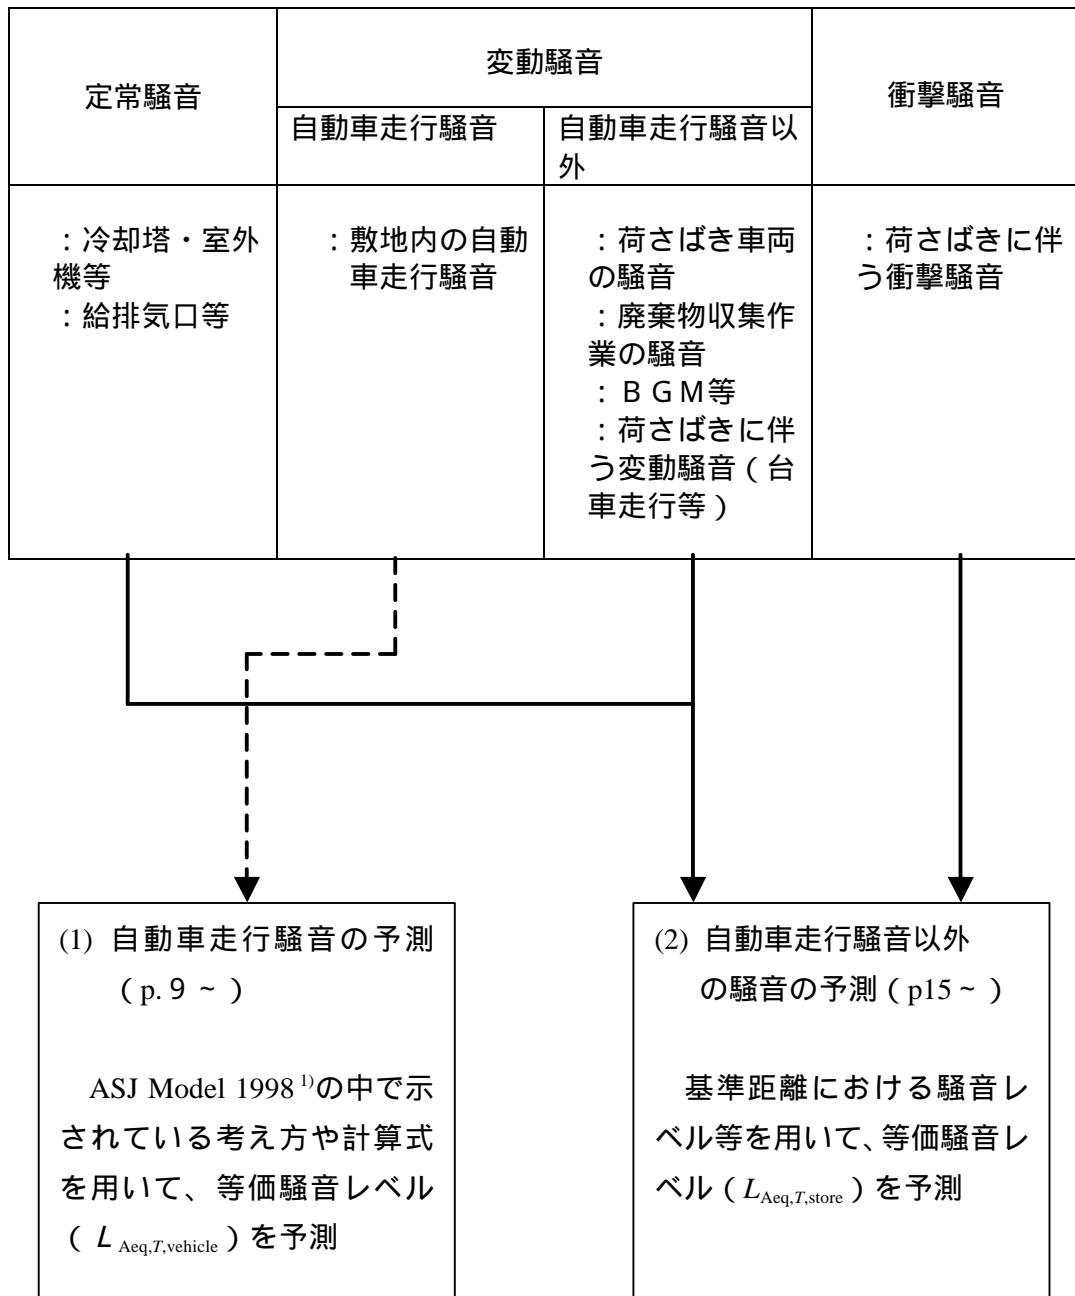 定常騒音
変動騒音
衝撃騒音
自動車走行騒音
自動車走行騒音以
外
：冷却塔・室外
機等
：給排気口等
：敷地内の自動
車走行騒音
：荷さばき車両
の騒音
：廃棄物収集作
業の騒音
：ＢＧＭ等
：荷さばきに伴
う変動騒音（台
車走行等）
：荷さばきに伴
う衝撃騒音
(1) 自動車走行騒音の予測
（p.９～）
ASJ Model 1998 1)の中で示
されている考え方や計算式
を用いて、等価騒音レベル
（L Aeq,T,vehicle）を予測
(2) 自動車走行騒音以外
の騒音の予測（p15～）
基準距離における騒音レ
ベル等を用いて、等価騒音レ
ベル（LAeq,T,store）を予測